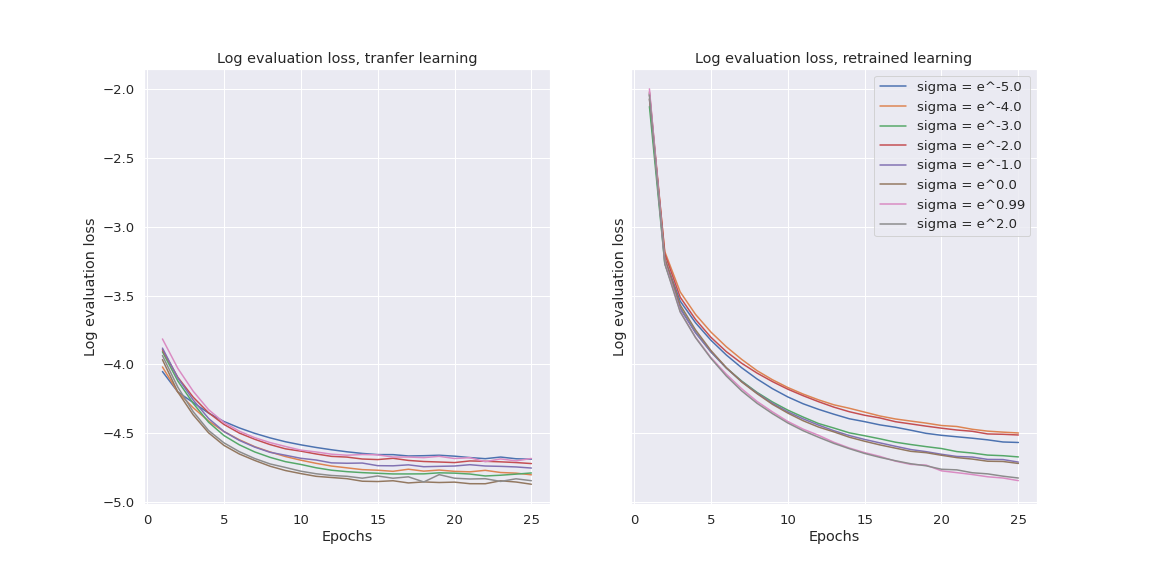 Log evaluation loss, tranfer learning
Log evaluation loss
−2.0
−2.5
−3.0
−3.5
−4.0
−4.5
−5.0
0 5 10 15 20 25
Epochs
Log evaluation loss, retrained learning
Log evaluation loss
sigma = e^-5.0
sigma = e^-4.0
sigma = e^-3.0
sigma = e^-2.0
sigma = e^-1.0
sigma = e^0.0
sigma = e^0.99
sigma = e^2.0
0 5 10 15 20 25
Epochs